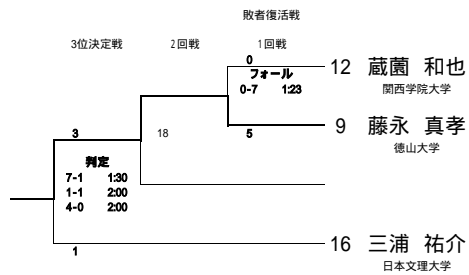 敗者復活戦
3位決定戦 2回戦 1回戦
0
フォール
0-7 1:23
12 蔵薗 和也
関西学院大学
5
9 藤永 真孝
徳山大学
3
18
判定
7-1 1:30
1-1 2:00
4-0 2:00
1
16 三浦 祐介
日本文理大学